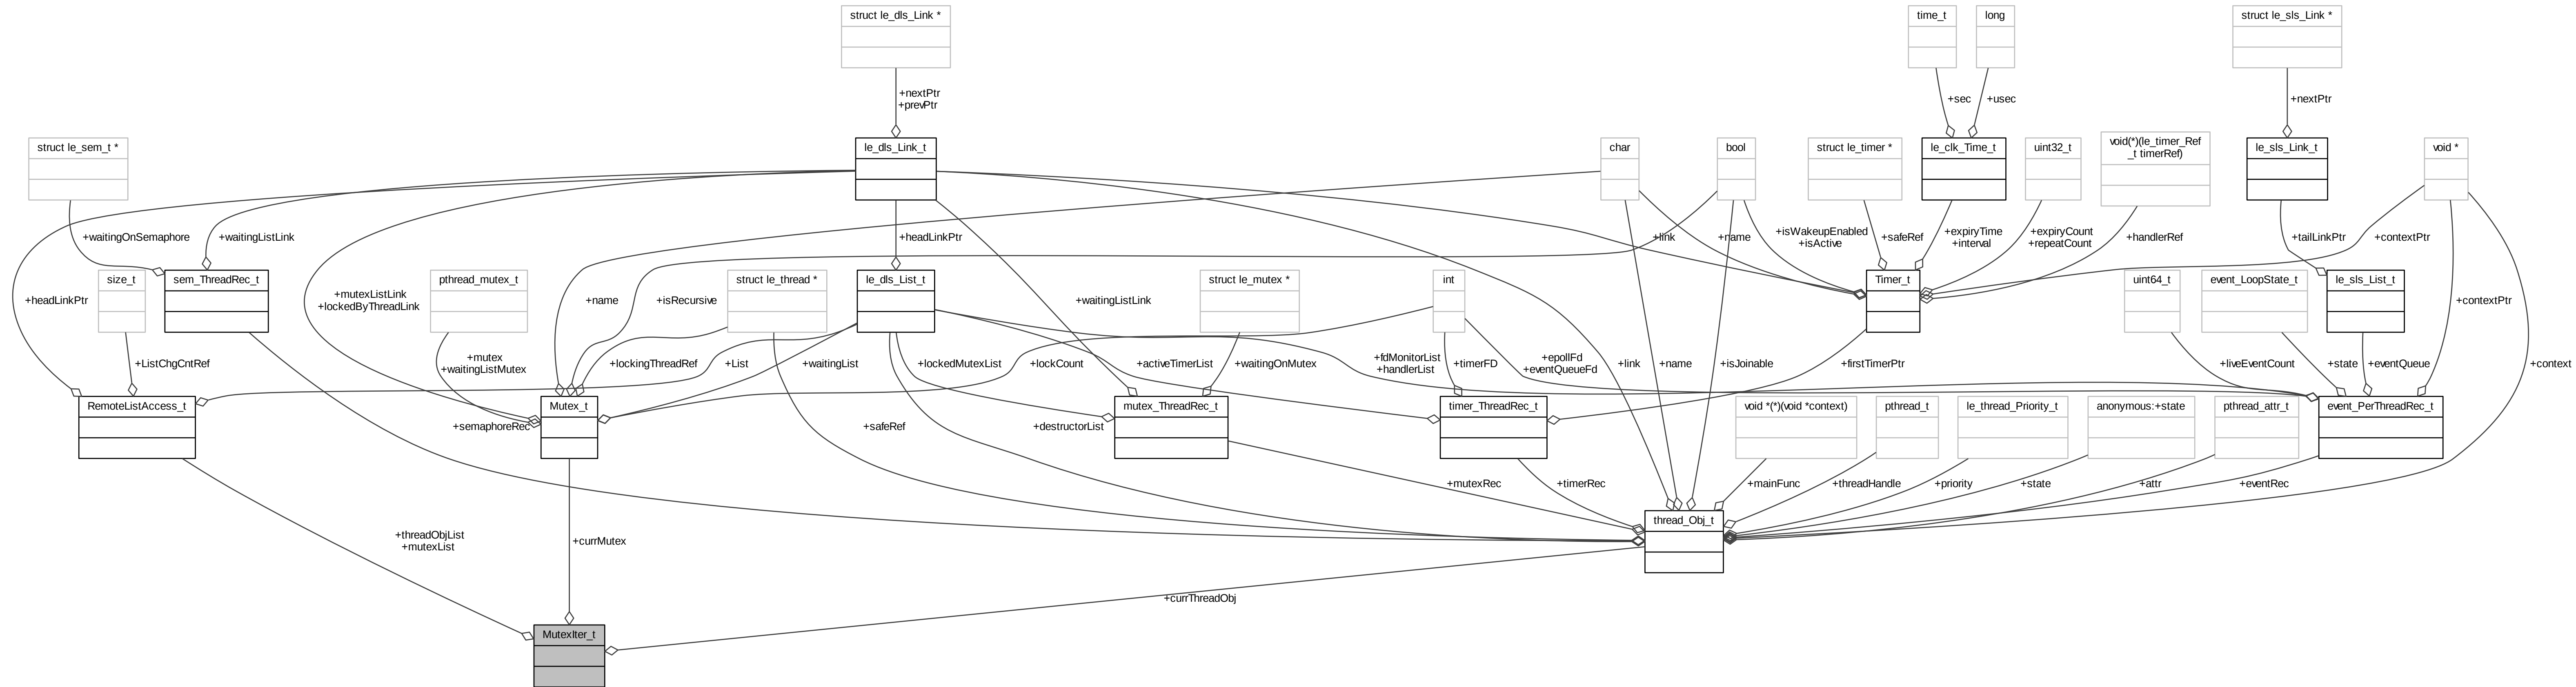 struct le_dls_Link *
time_t
long
struct le_sls_Link *
+nextPtr
+prevPtr
+sec
+usec
+nextPtr
struct le_sem_t *
le_dls_Link_t
char
bool
struct le_timer *
le_clk_Time_t
uint32_t
void(*)(le_timer_Ref
_t timerRef)
le_sls_Link_t
void *
+waitingOnSemaphore
+waitingListLink
+headLinkPtr
+link
+name
+isWakeupEnabled
+isActive
+safeRef
+expiryTime
+interval
+expiryCount
+repeatCount
+handlerRef
+tailLinkPtr
+contextPtr
size_t
sem_ThreadRec_t
pthread_mutex_t
struct le_thread *
le_dls_List_t
struct le_mutex *
int
Timer_t
uint64_t
event_LoopState_t
le_sls_List_t
+headLinkPtr
+mutexListLink
+lockedByThreadLink
+name
+isRecursive
+waitingListLink
+contextPtr
+ListChgCntRef
+mutex
+waitingListMutex
+lockingThreadRef
+List
+waitingList
+lockedMutexList
+lockCount
+activeTimerList
+waitingOnMutex
+fdMonitorList
+handlerList
+timerFD
+epollFd
+eventQueueFd
+link
+name
+isJoinable
+firstTimerPtr
+liveEventCount
+state
+eventQueue
+context
RemoteListAccess_t
Mutex_t
mutex_ThreadRec_t
timer_ThreadRec_t
void *(*)(void *context)
pthread_t
le_thread_Priority_t
anonymous:+state
pthread_attr_t
event_PerThreadRec_t
+semaphoreRec
+safeRef
+destructorList
+mutexRec
+timerRec
+mainFunc
+threadHandle
+priority
+state
+attr
+eventRec
thread_Obj_t
+threadObjList
+mutexList
+currMutex
+currThreadObj
MutexIter_t